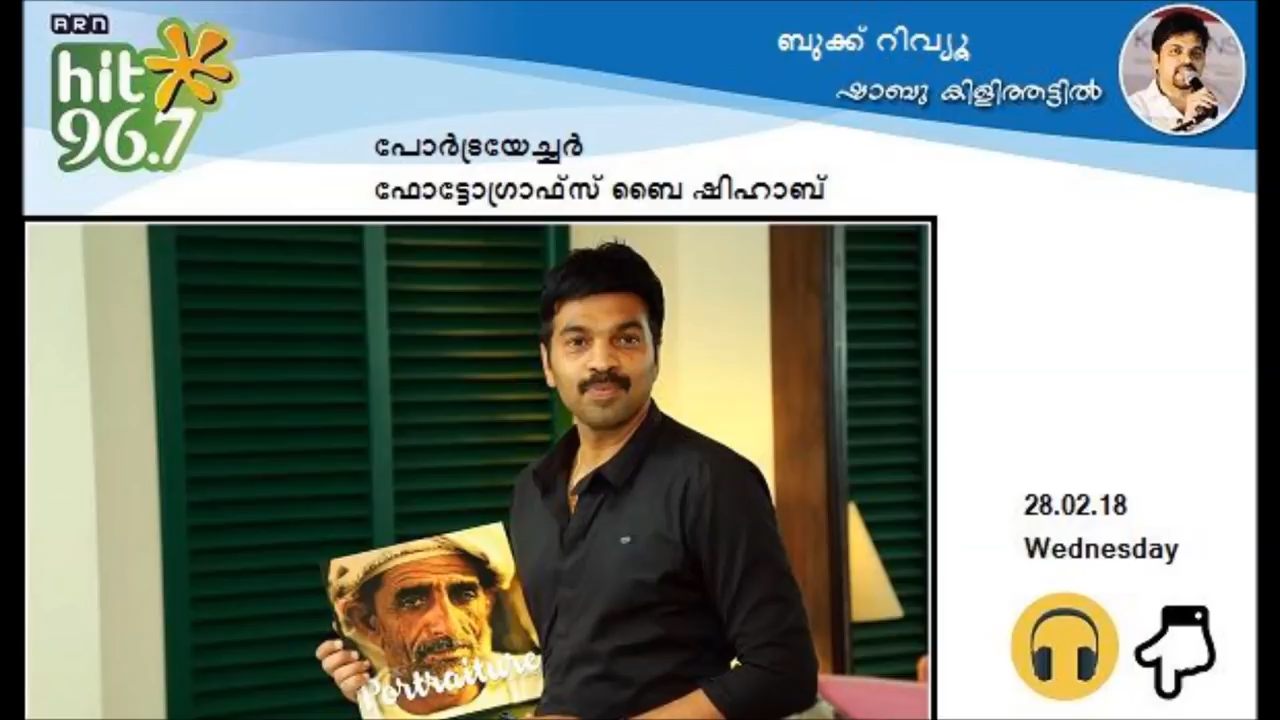 ARN
hit
96.7
ബുക്ക് റിവ്യൂ
ഷാബു കിളിത്തട്ടിൽ
പോർട്രയേച്ചർ
ഫോട്ടോഗ്രാഫ്സ് ബൈ ഷിഹാബ്
28.02.18
Wednesday
Portraiture